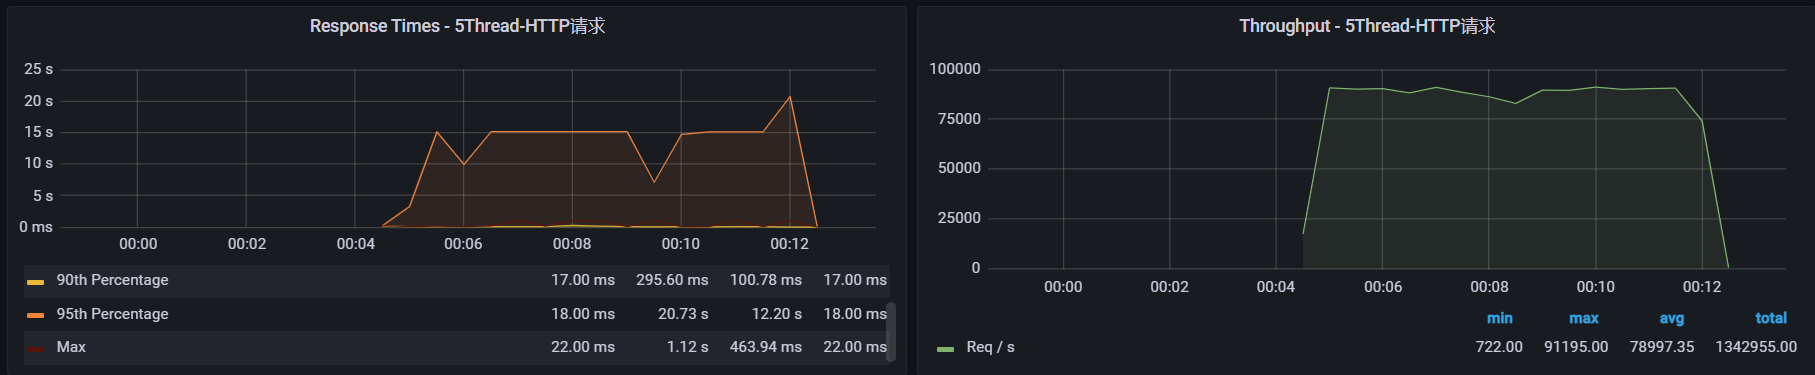 Response Times - 5Thread-HTTP请求
25 s
20 s
15 s
10 s
5 s
0 ms
00:00 00:02 00:04 00:06 00:08 00:10 00:12
90th Percentage 17.00 ms 295.60 ms 100.78 ms 17.00 ms
95th Percentage 18.00 ms 20.73 s 12.20 s 18.00 ms
Max 22.00 ms 1.12 s 463.94 ms 22.00 ms
Throughput - 5Thread-HTTP请求
100000
75000
50000
25000
0
00:00 00:02 00:04 00:06 00:08 00:10 00:12
min max avg total
Req / s 722.00 91195.00 78997.35 1342955.00